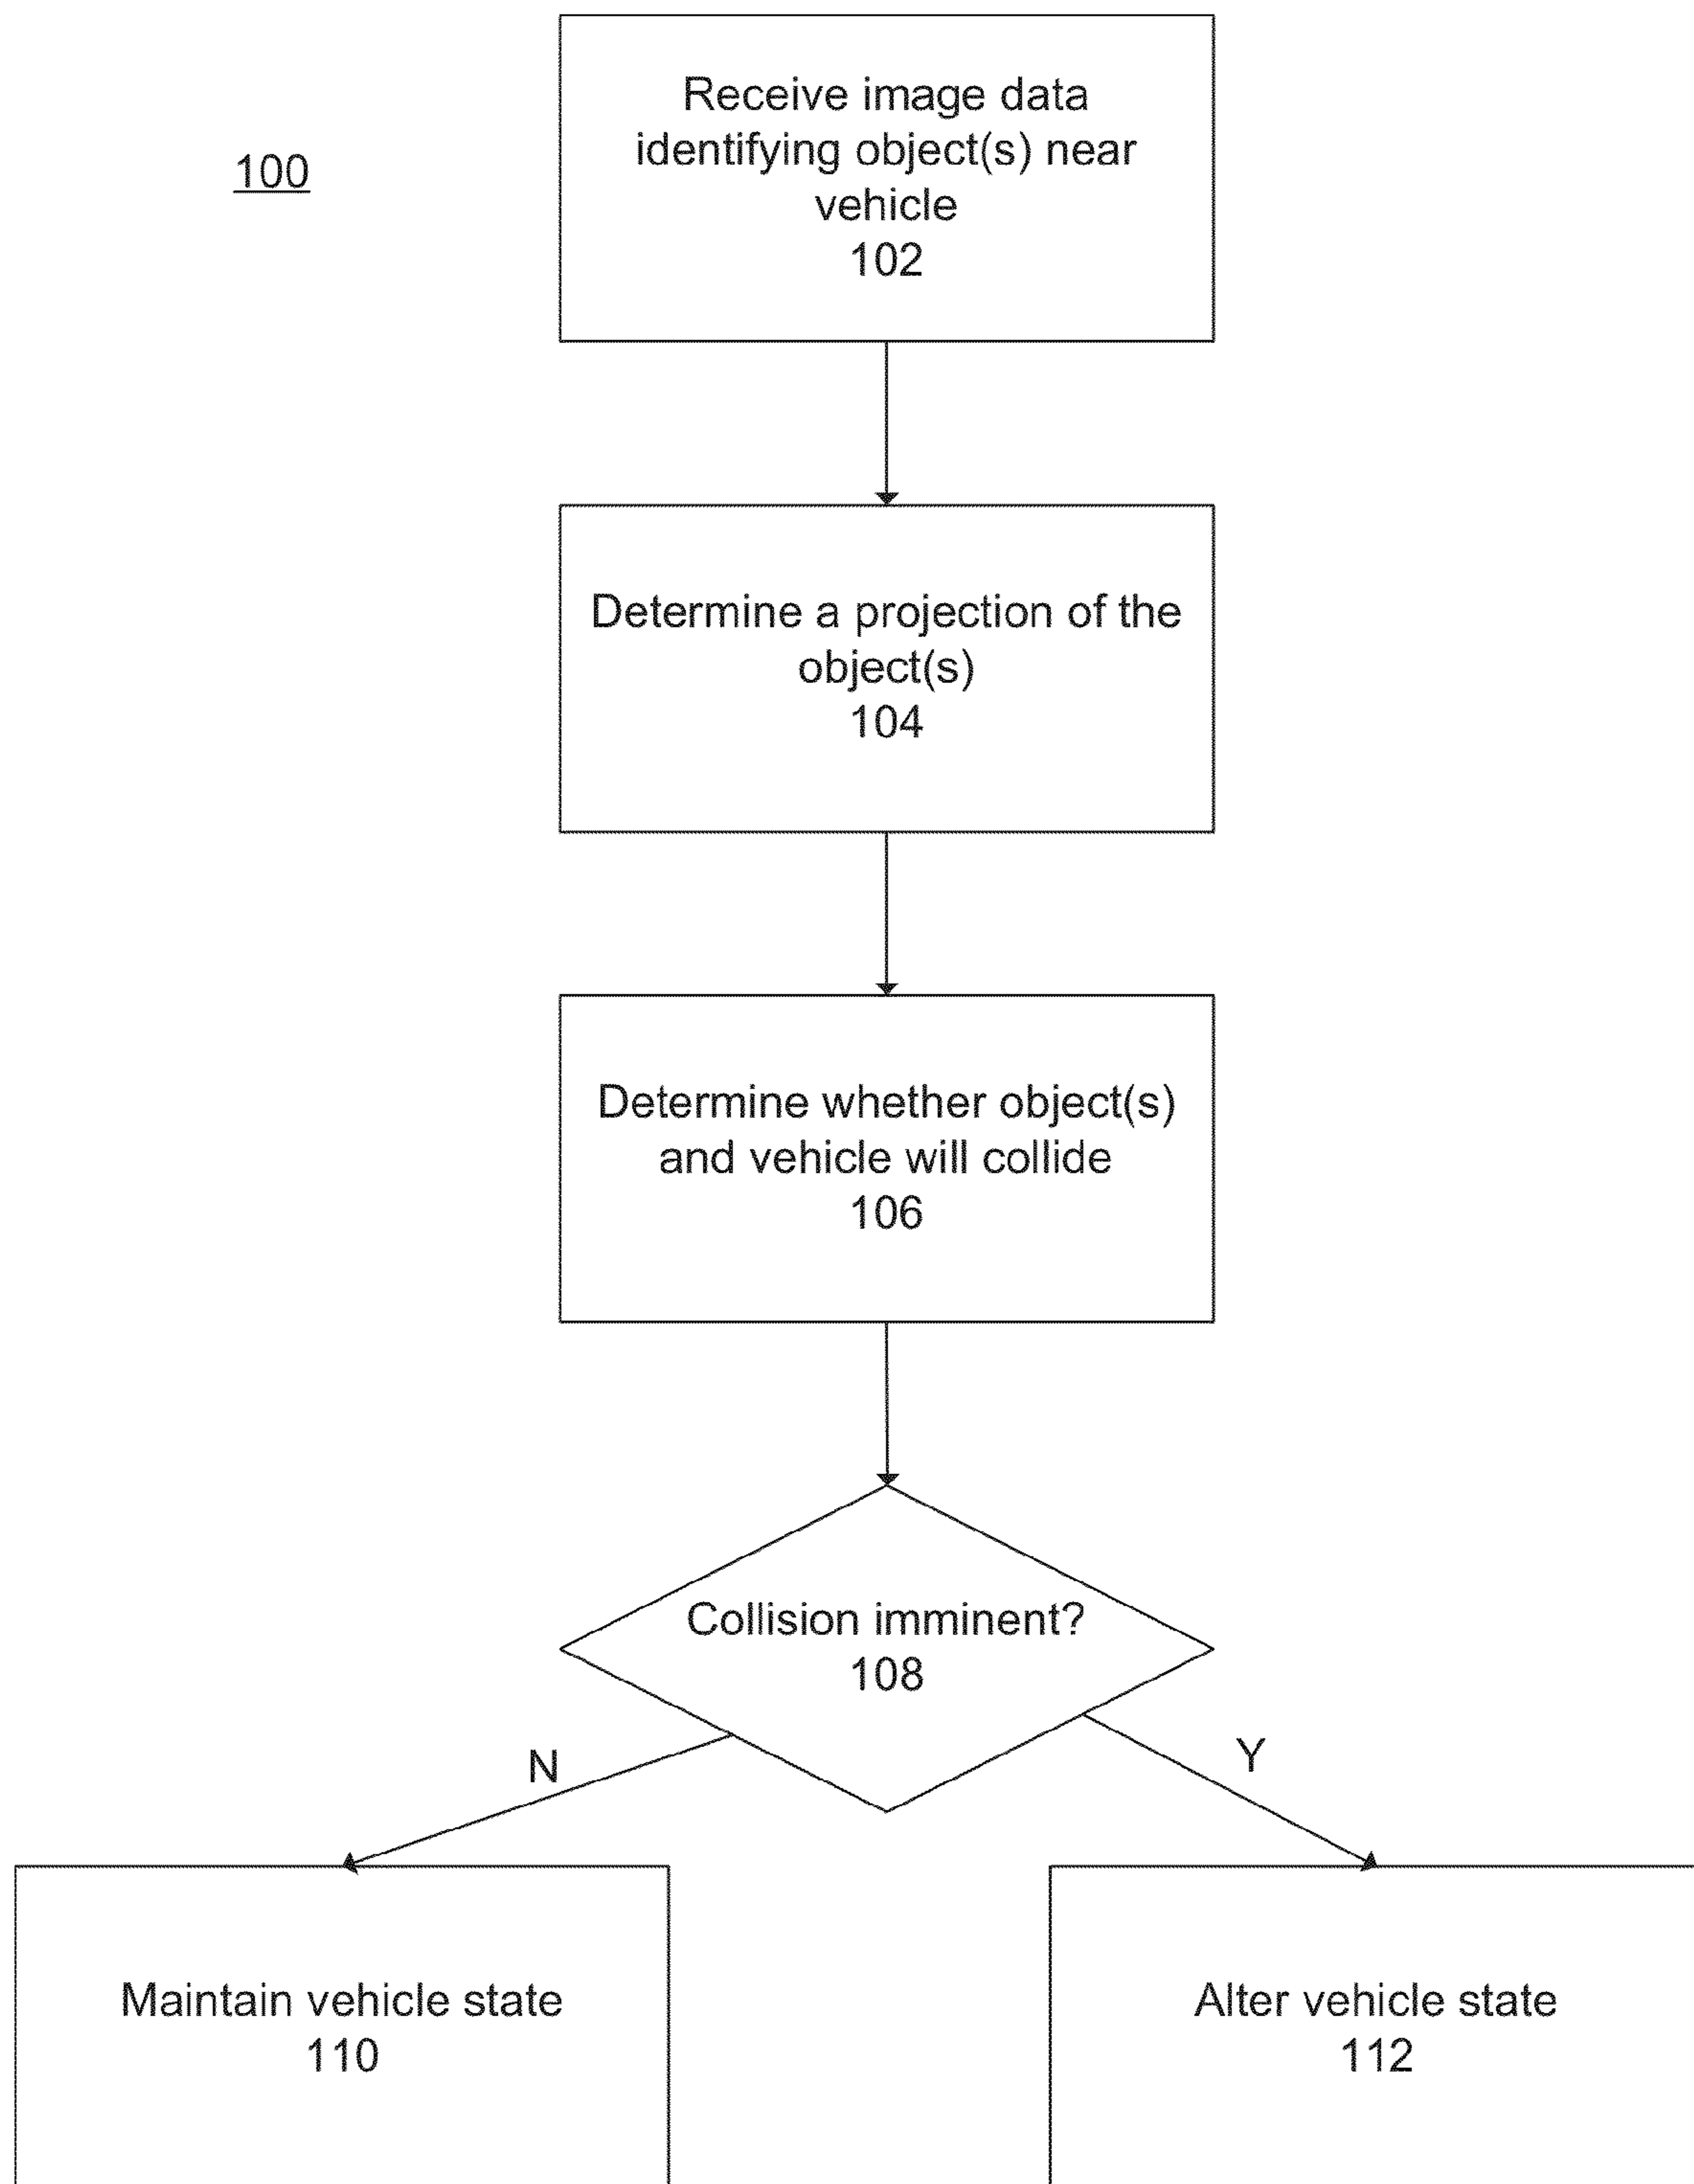 100
Receive image data
identifying object(s) near
vehicle
102
Determine a projection of the
object(s)
104
Determine whether object(s)
and vehicle will collide
106
Collision imminent?
108
N
Y
Maintain vehicle state
110
Alter vehicle state
112